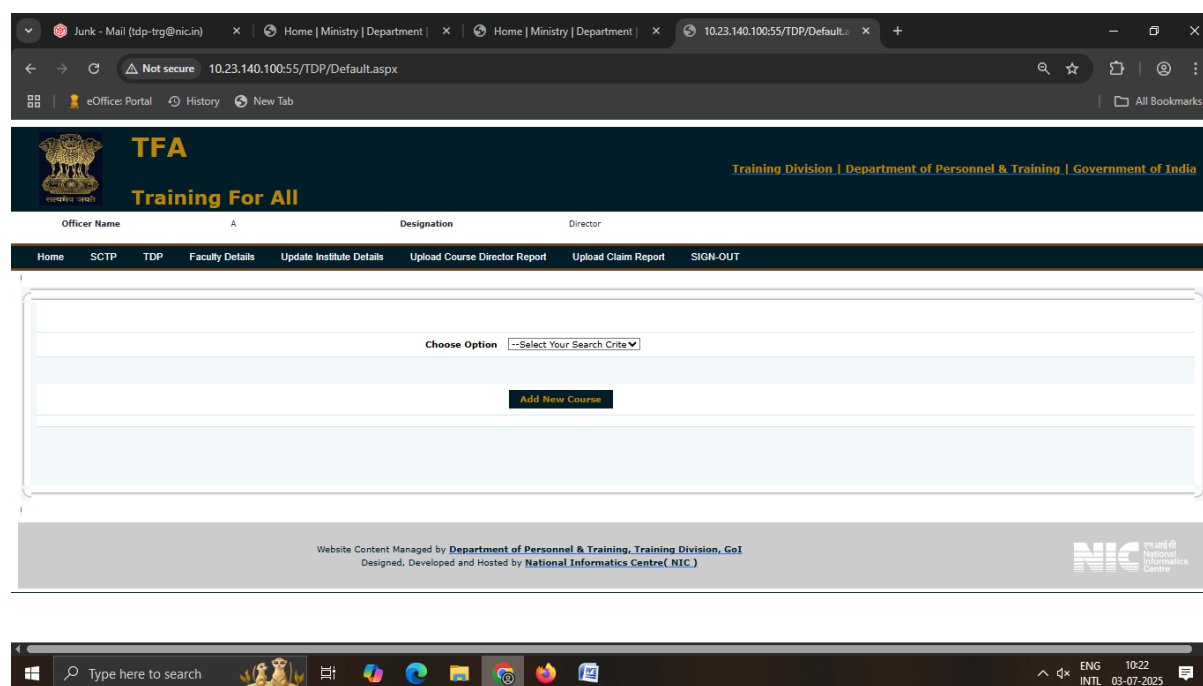 Junk - Mail (tdp-trg@nic.in)
Home | Ministry | Department |
Home | Ministry | Department |
10.23.140.100:55/TDP/Default.a
Not secure 10.23.140.100:55/TDP/Default.aspx
eOffice: Portal History New Tab All Bookmarks
TFA
Training For All
सत्यमेव जयते
Training Division | Department of Personnel & Training | Government of India
Officer Name A Designation Director
Home SCTP TDP Faculty Details Update Institute Details Upload Course Director Report Upload Claim Report SIGN-OUT
Choose Option --Select Your Search Crite
Add New Course
Website Content Managed by Department of Personnel & Training, Training Division, GoI
Designed, Developed and Hosted by National Informatics Centre( NIC )
NIC
एन आई सी
National
Informatics
Centre
Type here to search
ENG 10:22
INTL 03-07-2025